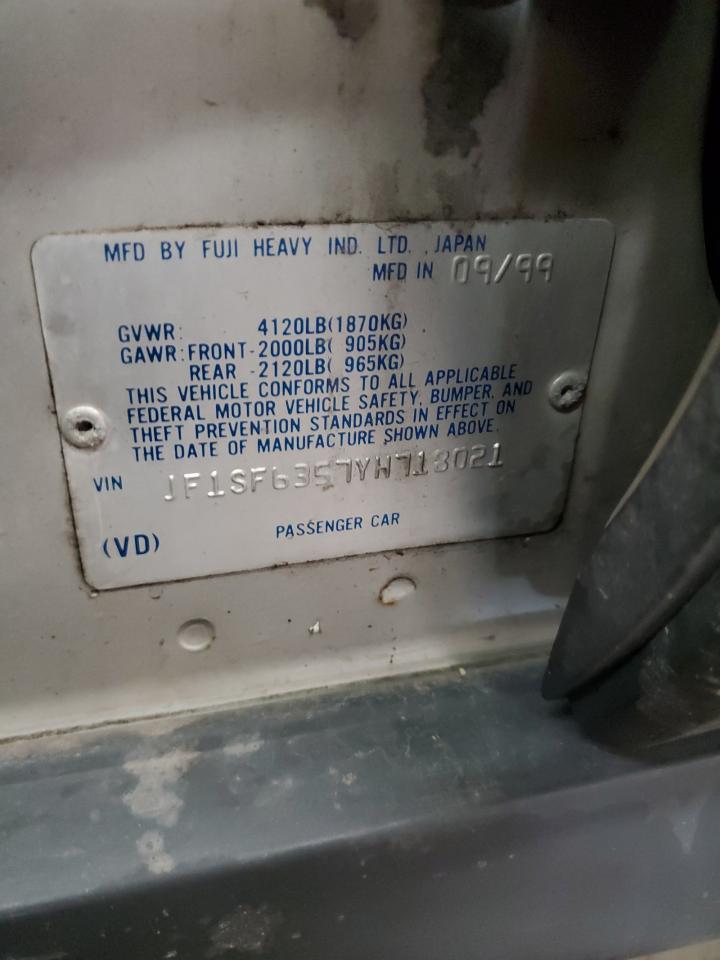 MFD BY FUJI HEAVY IND. LTD. , JAPAN
MFD IN 09/99
GVWR: 4120LB(1870KG)
GAWR:FRONT-2000LB( 905KG)
REAR -2120LB( 965KG)
THIS VEHICLE CONFORMS TO ALL APPLICABLE
FEDERAL MOTOR VEHICLE SAFETY, BUMPER, AND
THEFT PREVENTION STANDARDS IN EFFECT ON
THE DATE OF MANUFACTURE SHOWN ABOVE.
VIN JF1SF6357YH718021
(VD) PASSENGER CAR